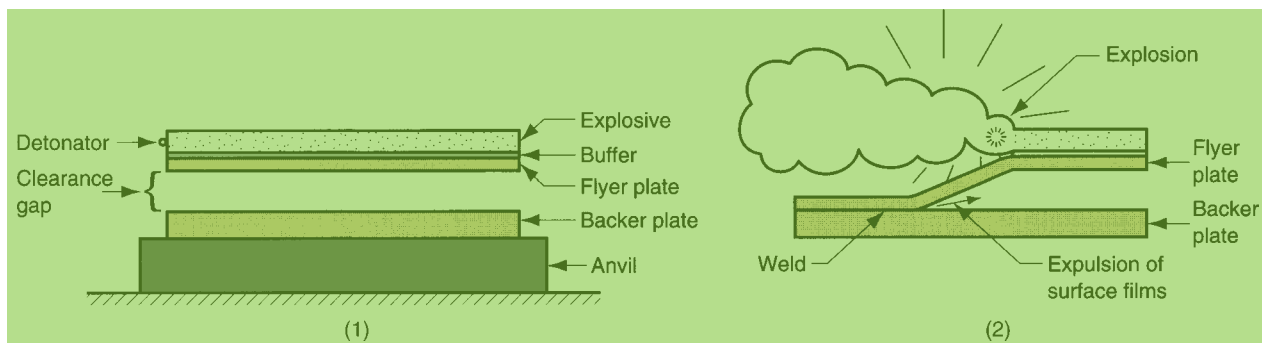 Detonator
Clearance
gap
Explosive
Buffer
Flyer plate
Backer plate
Anvil
(1)
Explosion
Flyer
plate
Backer
plate
Weld
Expulsion of
surface films
(2)